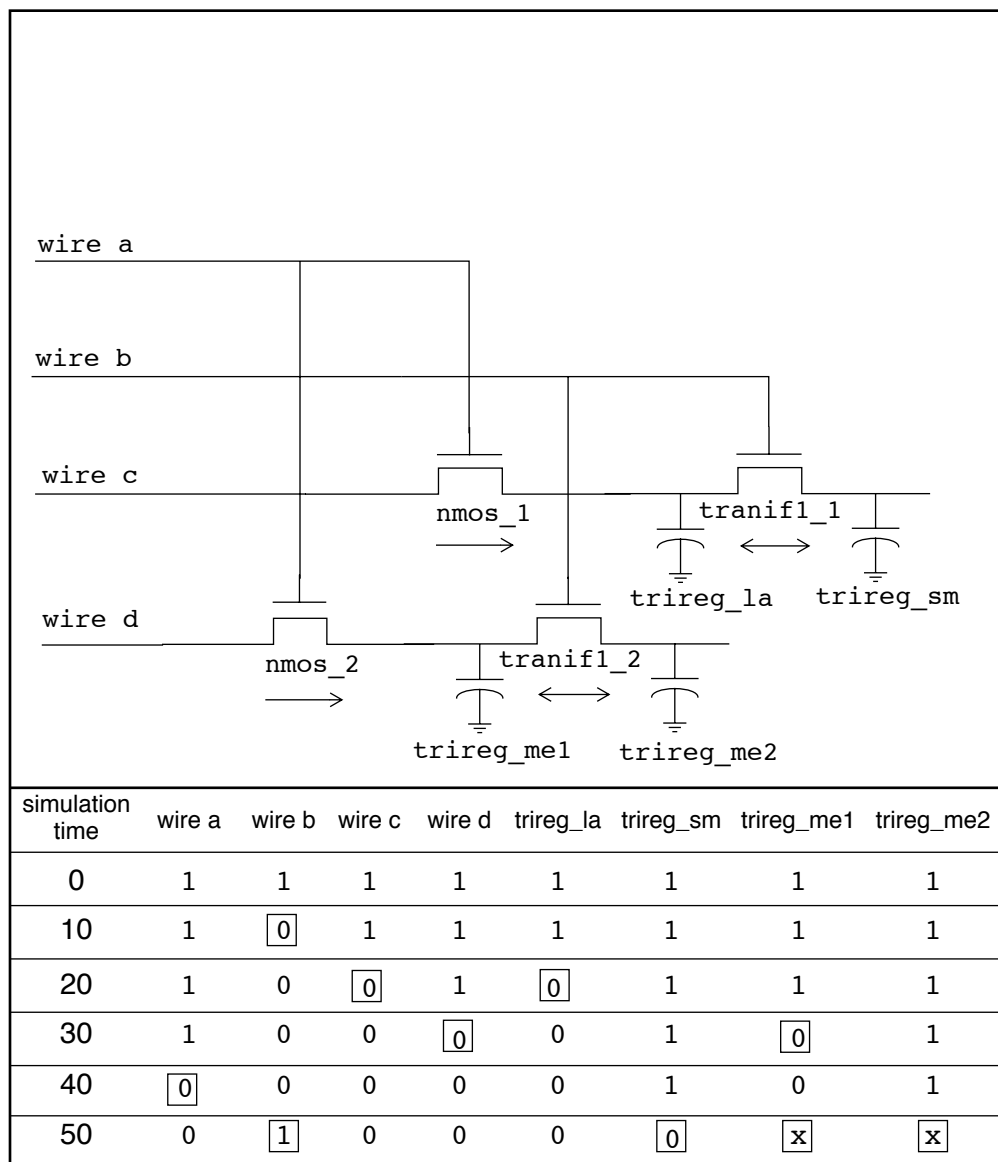 wire a
wire b
wire c
nmos_1
tranif1_1
trireg_la trireg_sm
wire d
nmos_2
tranif1_2
trireg_me1 trireg_me2
simulation time wire a wire b wire c wire d trireg_la trireg_sm trireg_me1 trireg_me2
0 1 1 1 1 1 1 1 1
10 1 0 1 1 1 1 1 1
20 1 0 0 1 0 1 1 1
30 1 0 0 0 0 1 0 1
40 0 0 0 0 0 1 0 1
50 0 1 0 0 0 0 x x